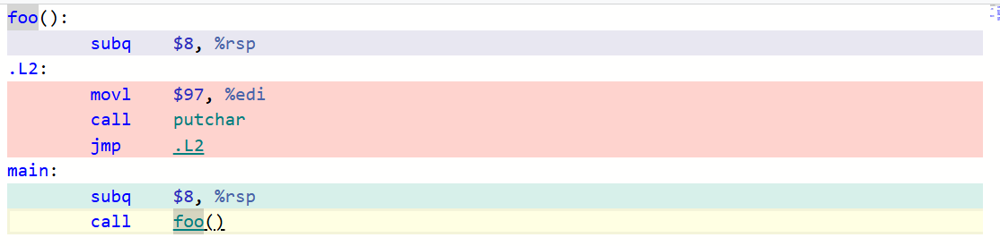 foo():
subq $8, %rsp
.L2:
movl $97, %edi
call putchar
jmp .L2
main:
subq $8, %rsp
call foo()